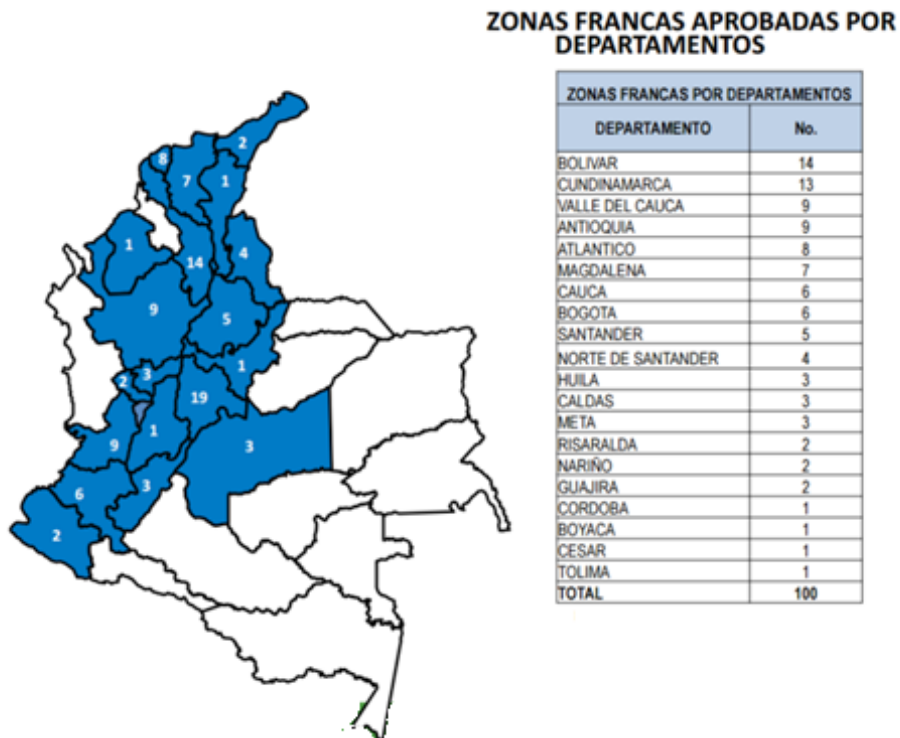 ZONAS FRANCAS APROBADAS POR
DEPARTAMENTOS
ZONAS FRANCAS POR DEPARTAMENTOS
DEPARTAMENTO No.
BOLIVAR 14
CUNDINAMARCA 13
VALLE DEL CAUCA 9
ANTIOQUIA 9
ATLANTICO 8
MAGDALENA 7
CAUCA 6
BOGOTA 6
SANTANDER 5
NORTE DE SANTANDER 4
HUILA 3
CALDAS 3
META 3
RISARALDA 2
NARIÑO 2
GUAJIRA 2
CORDOBA 1
BOYACA 1
CESAR 1
TOLIMA 1
TOTAL 100
2
8
7
1
1
14
4
9
5
1
2
3
19
9
1
3
3
6
2